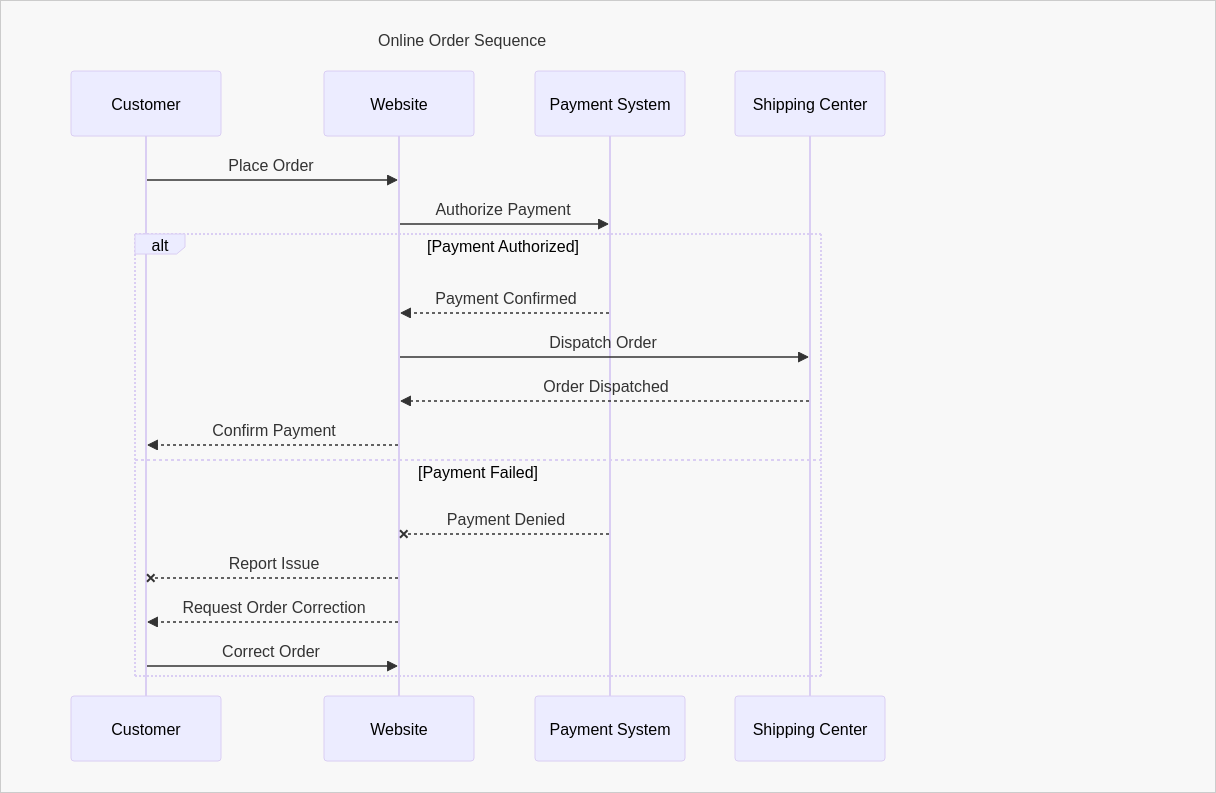 Online Order Sequence
Customer
Website
Payment System
Shipping Center
Place Order
Authorize Payment
alt
[Payment Authorized]
Payment Confirmed
Dispatch Order
Order Dispatched
Confirm Payment
[Payment Failed]
Payment Denied
Report Issue
Request Order Correction
Correct Order
Customer
Website
Payment System
Shipping Center